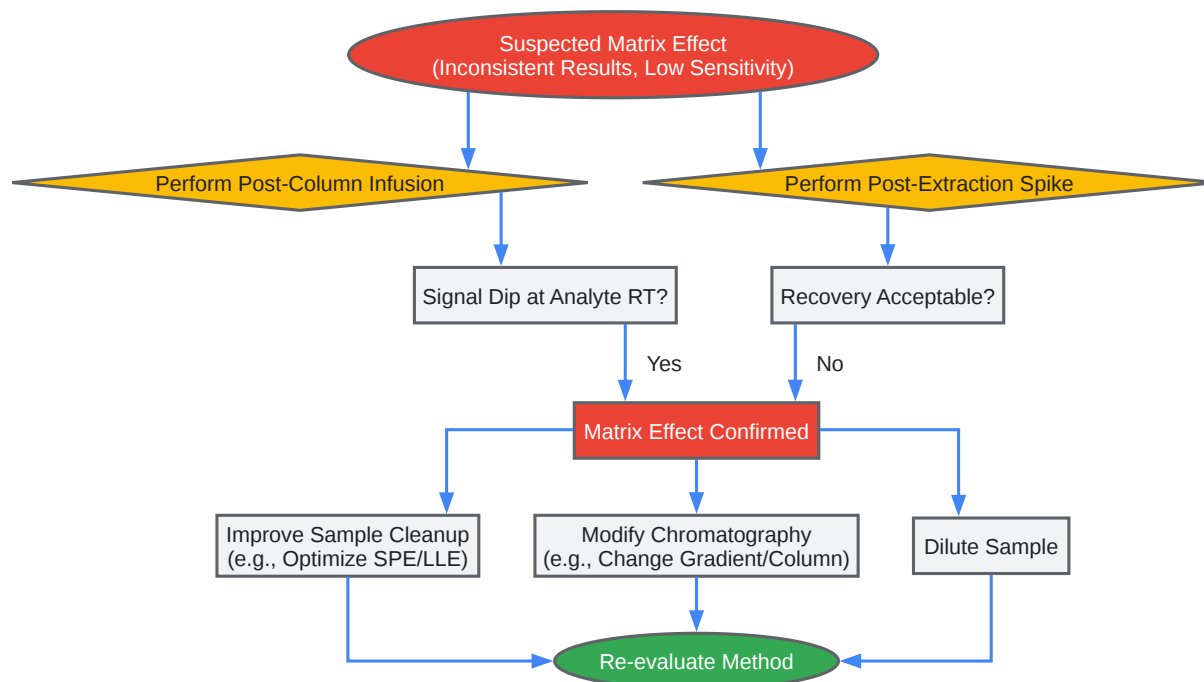 Suspected Matrix Effect
(Inconsistent Results, Low Sensitivity)
Perform Post-Column Infusion
Perform Post-Extraction Spike
Signal Dip at Analyte RT?
Recovery Acceptable?
Yes
No
Matrix Effect Confirmed
Improve Sample Cleanup
(e.g., Optimize SPE/LLE)
Modify Chromatography
(e.g., Change Gradient/Column)
Dilute Sample
Re-evaluate Method